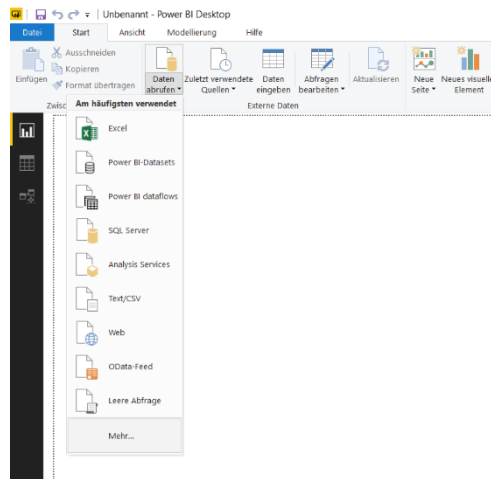 Unbenannt - Power BI Desktop
Datei Start Ansicht Modellierung Hilfe
Einfügen
Ausschneiden
Kopieren
Format übertragen
Daten
abrufen
Zuletzt verwendete
Quellen
Daten
eingeben
Abfragen
bearbeiten
Aktualisieren
Neue
Seite
Neues visuelle
Element
Zwisc
Externe Daten
Am häufigsten verwendet
Excel
Power BI-Datasets
Power BI dataflows
SQL Server
Analysis Services
Text/CSV
Web
OData-Feed
Leere Abfrage
Mehr...